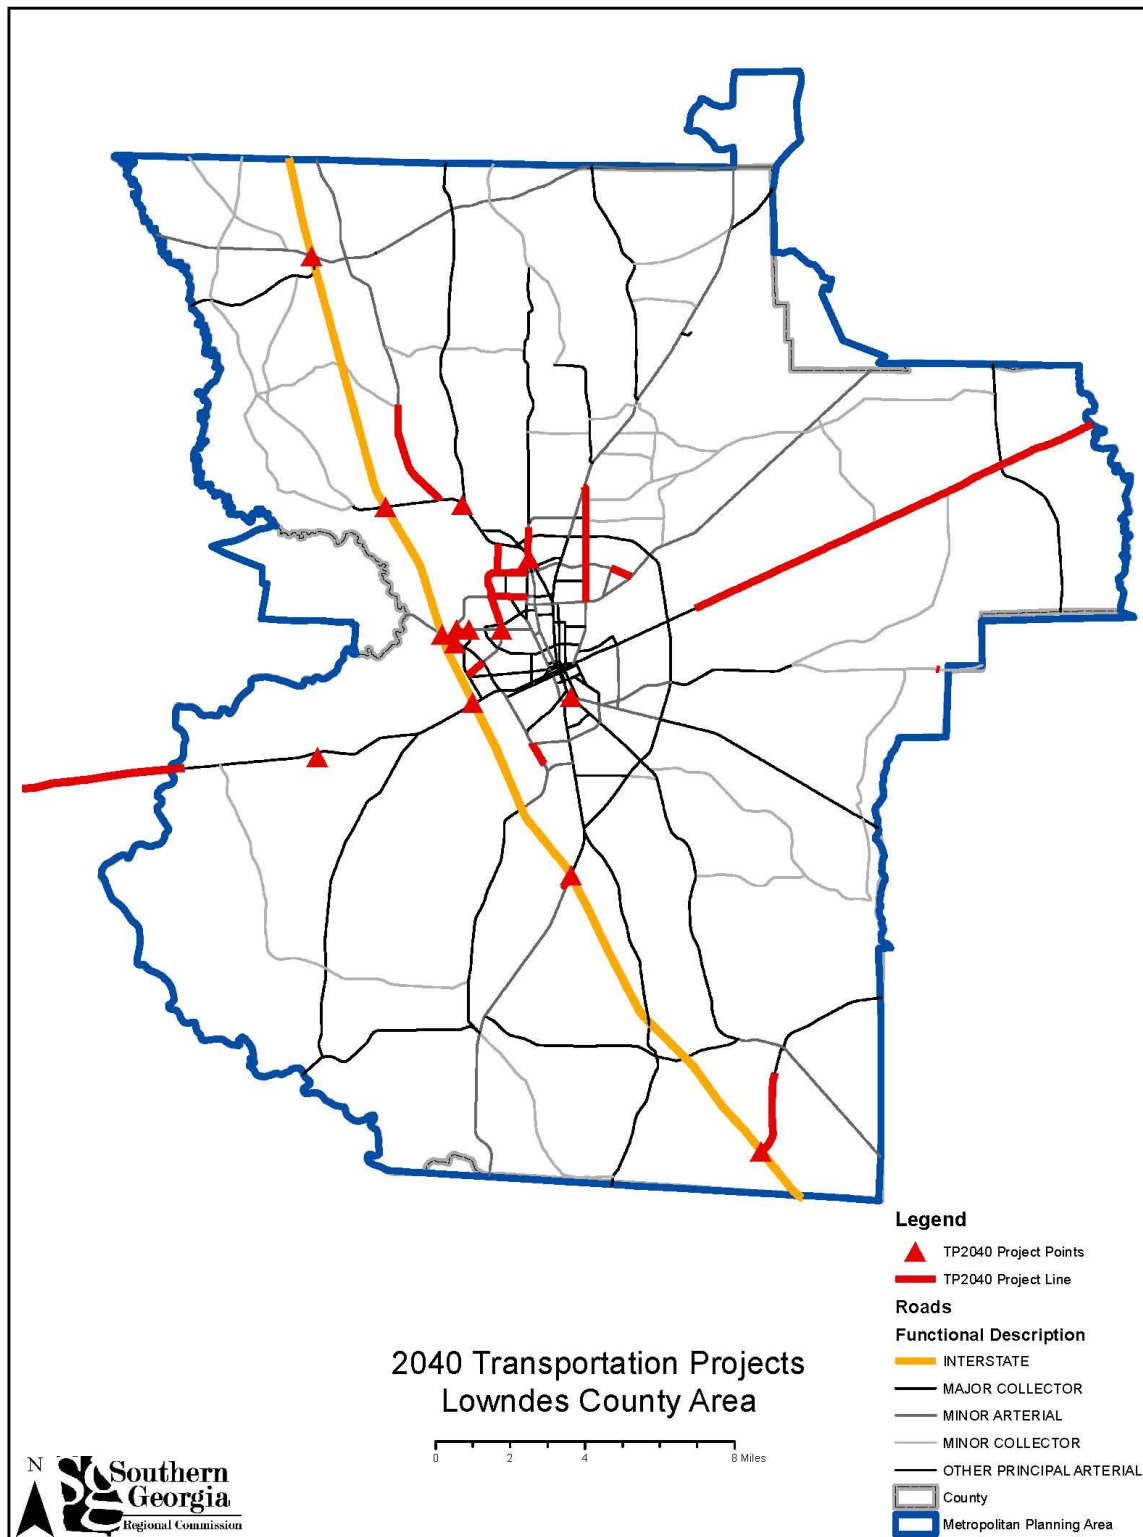 Legend
TP2040 Project Points
TP2040 Project Line
Roads
Functional Description
INTERSTATE
MAJOR COLLECTOR
MINOR ARTERIAL
MINOR COLLECTOR
OTHER PRINCIPAL ARTERIAL
County
Metropolitan Planning Area
2040 Transportation Projects
Lowndes County Area
0 2 4 8 Miles
N
Southern
Georgia
Regional Commission